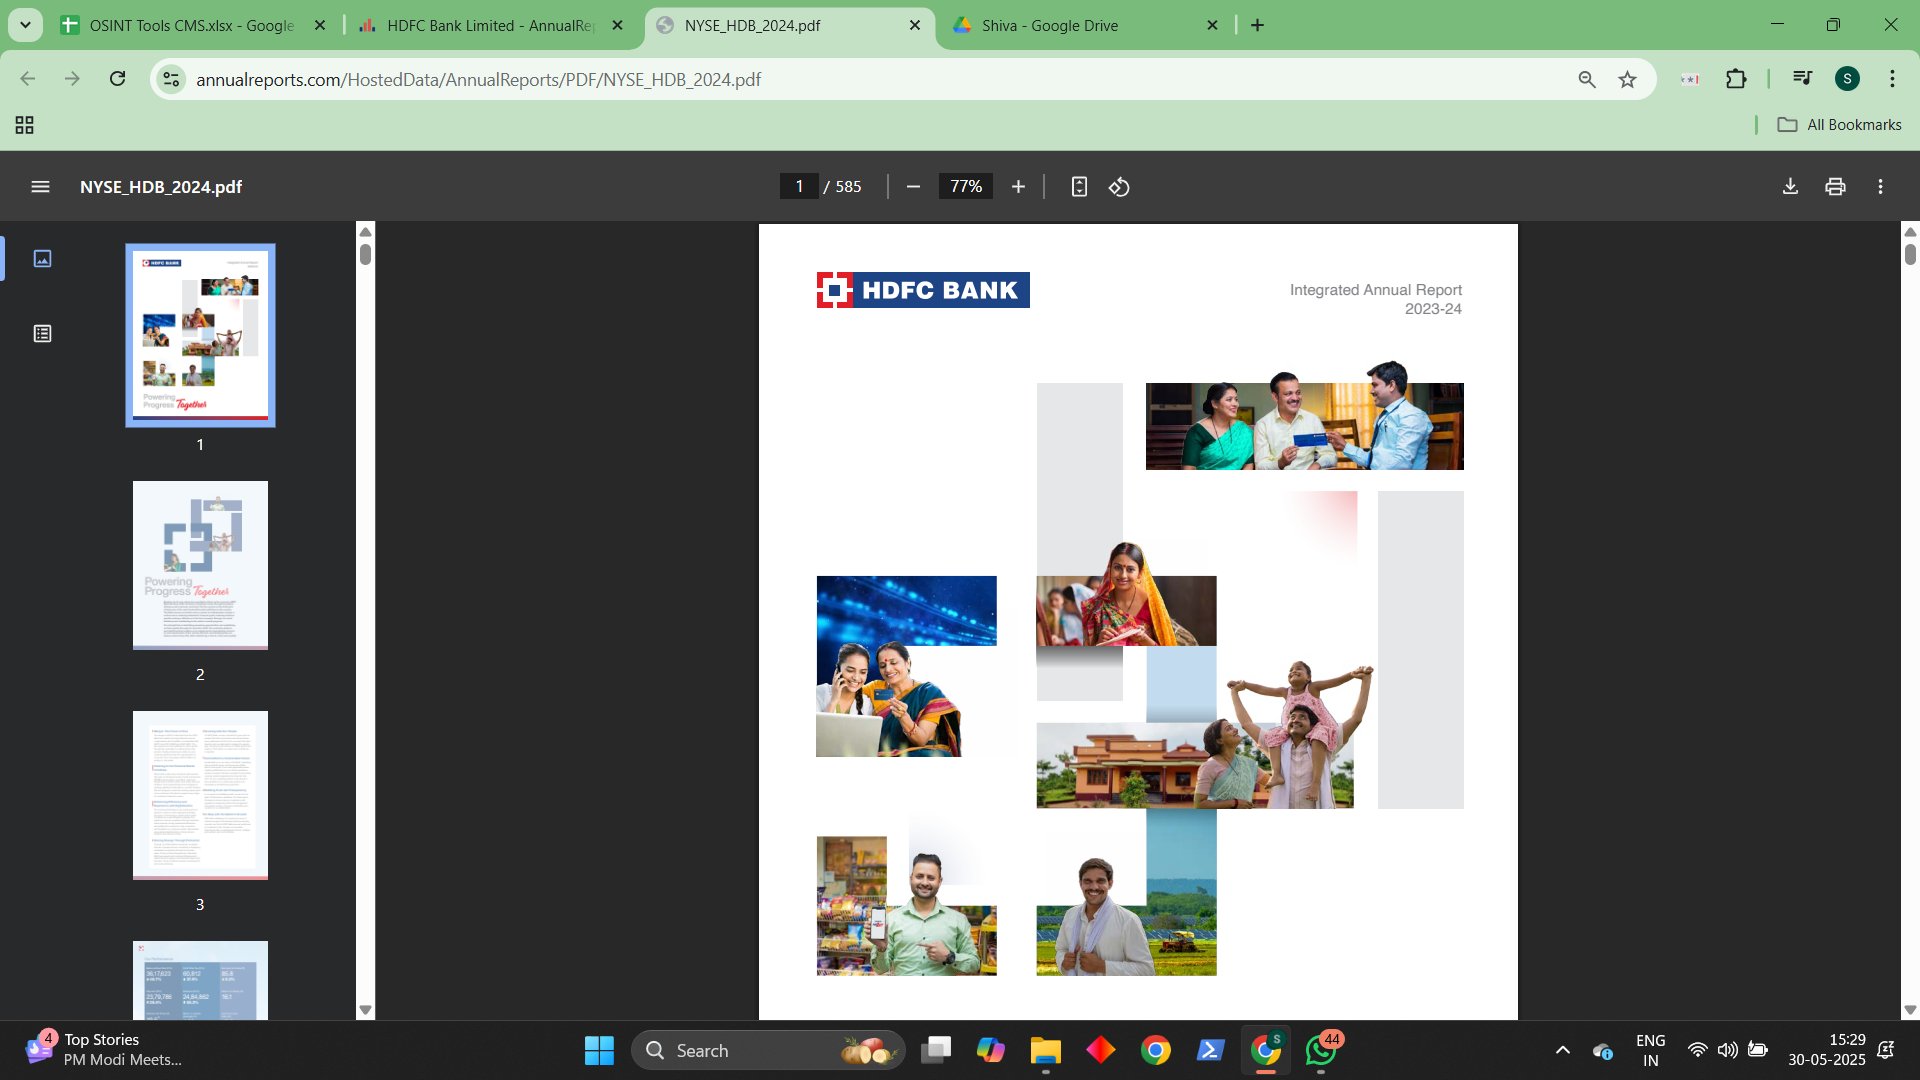 OSINT Tools CMS.xlsx - Google
HDFC Bank Limited - AnnualRe
NYSE_HDB_2024.pdf
Shiva - Google Drive
annualreports.com/HostedData/AnnualReports/PDF/NYSE_HDB_2024.pdf
S
All Bookmarks
NYSE_HDB_2024.pdf
1 / 585
77%
HDFC BANK
Powering
Progress Together
1
Powering
Progress Together
2
3
HDFC BANK
Integrated Annual Report
2023-24
4
Top Stories
PM Modi Meets...
Search
S
44
ENG
IN
15:29
30-05-2025